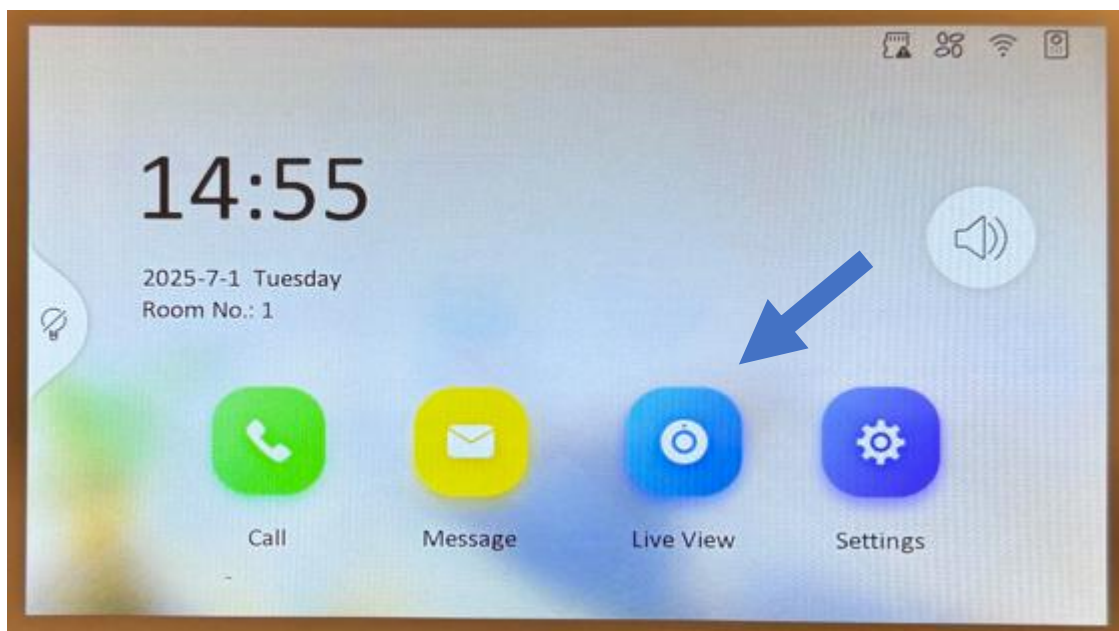 14:55
2025-7-1 Tuesday
Room No.: 1
Call
Message
Live View
Settings